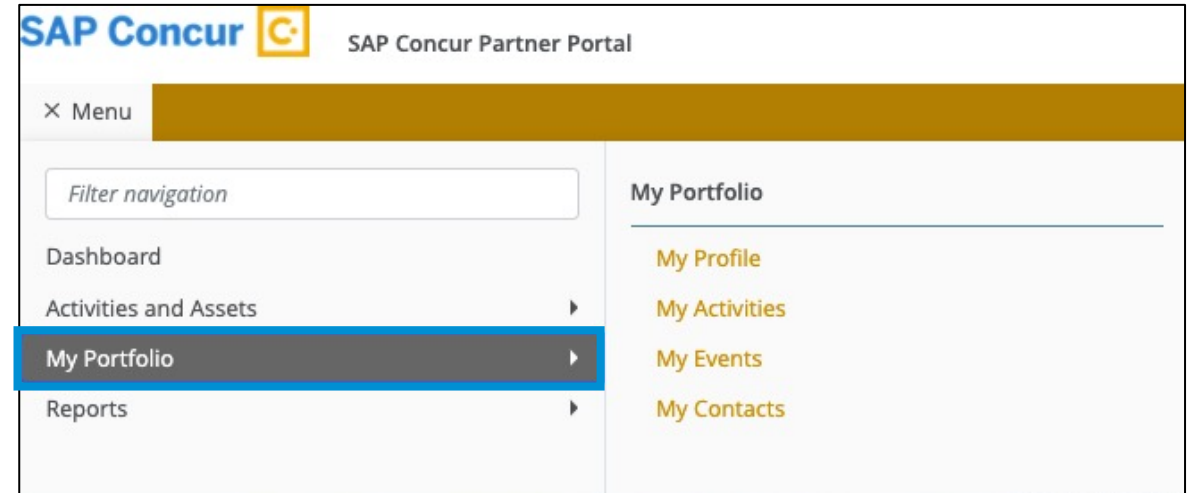 SAP Concur C.
SAP Concur Partner Portal
× Menu
Filter navigation
Dashboard
Activities and Assets
My Portfolio
Reports
My Portfolio
My Profile
My Activities
My Events
My Contacts